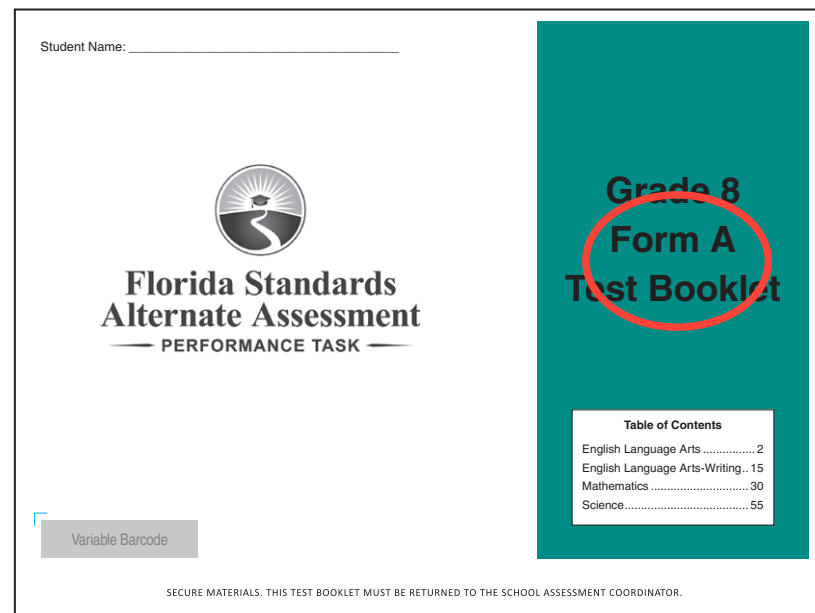 Student Name: ______________________________________
Florida Standards
Alternate Assessment
PERFORMANCE TASK
Grade 8
Form A
Test Booklet
Table of Contents
English Language Arts ................ 2
English Language Arts-Writing.. 15
Mathematics ............................. 30
Science..................................... 55
Variable Barcode
SECURE MATERIALS. THIS TEST BOOKLET MUST BE RETURNED TO THE SCHOOL ASSESSMENT COORDINATOR.